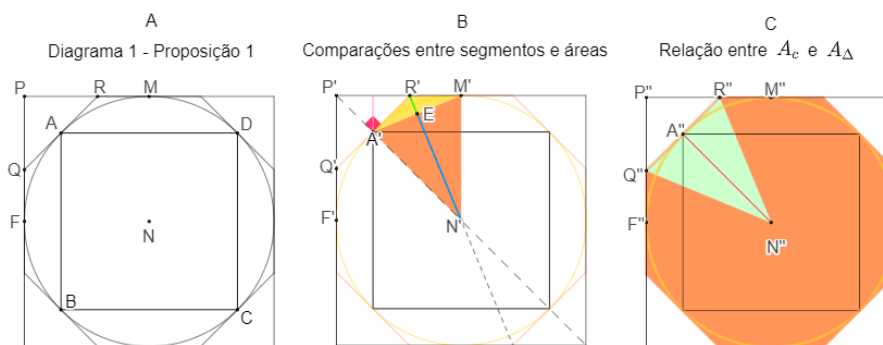 A
Diagrama 1 - Proposição 1
P
R
M
A
D
Q
F
N
B
C
B
Comparações entre segmentos e áreas
P'
R'
M'
E
A'
Q'
F'
N'
C
Relação entre A_c e A_Δ
P"
R"
M"
A"
Q"
F"
N"